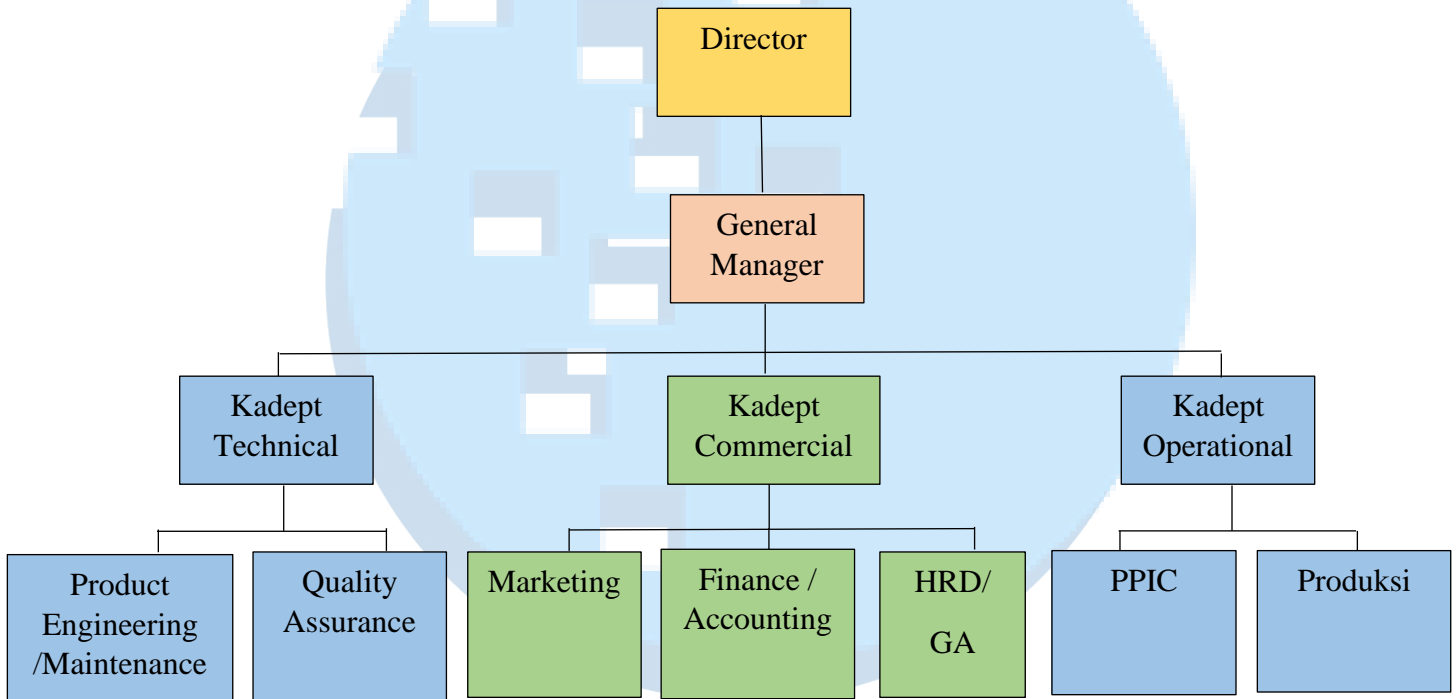 Director
General
Manager
Kadept
Technical
Kadept
Commercial
Kadept
Operational
Product
Engineering
/Maintenance
Quality
Assurance
Marketing
Finance /
Accounting
HRD/
GA
PPIC
Produksi